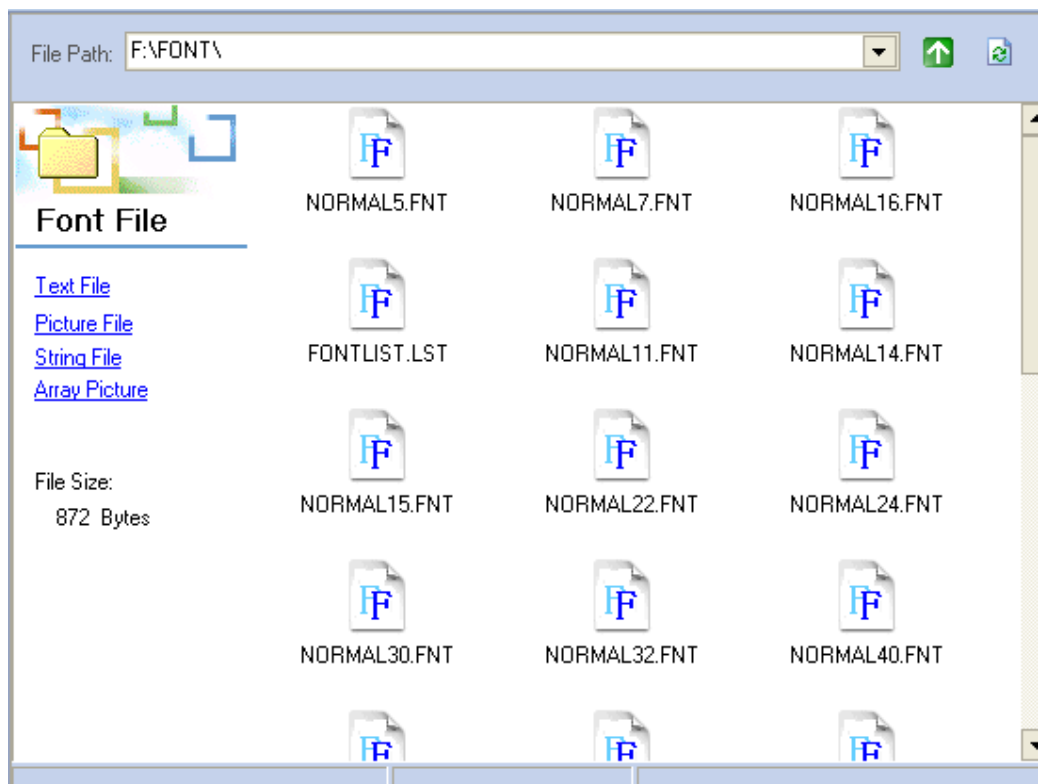 File Path: F:\FONT\
Font File
Text File
Picture File
String File
Array Picture
File Size:
872 Bytes
NORMAL5.FNT NORMAL7.FNT NORMAL16.FNT
FONTLIST.LST NORMAL11.FNT NORMAL14.FNT
NORMAL15.FNT NORMAL22.FNT NORMAL24.FNT
NORMAL30.FNT NORMAL32.FNT NORMAL40.FNT